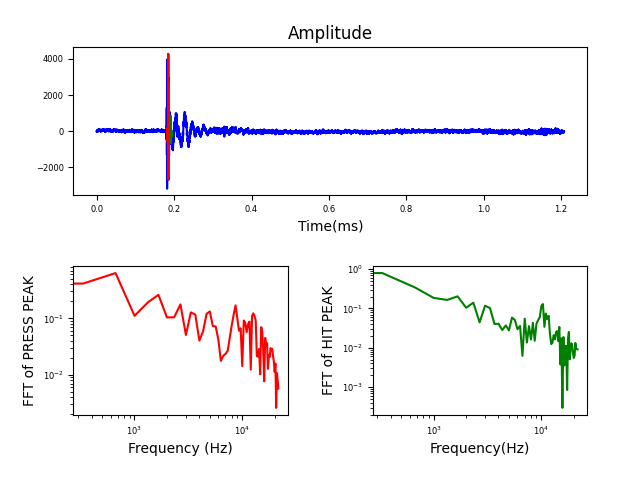 Amplitude
4000
2000
0
−2000
0.0 0.2 0.4 0.6 0.8 1.0 1.2
Time(ms)
FFT of PRESS PEAK
10⁻¹
10⁻²
10³ 10⁴
Frequency (Hz)
FFT of HIT PEAK
10⁰
10⁻¹
10⁻²
10⁻³
10³ 10⁴
Frequency(Hz)